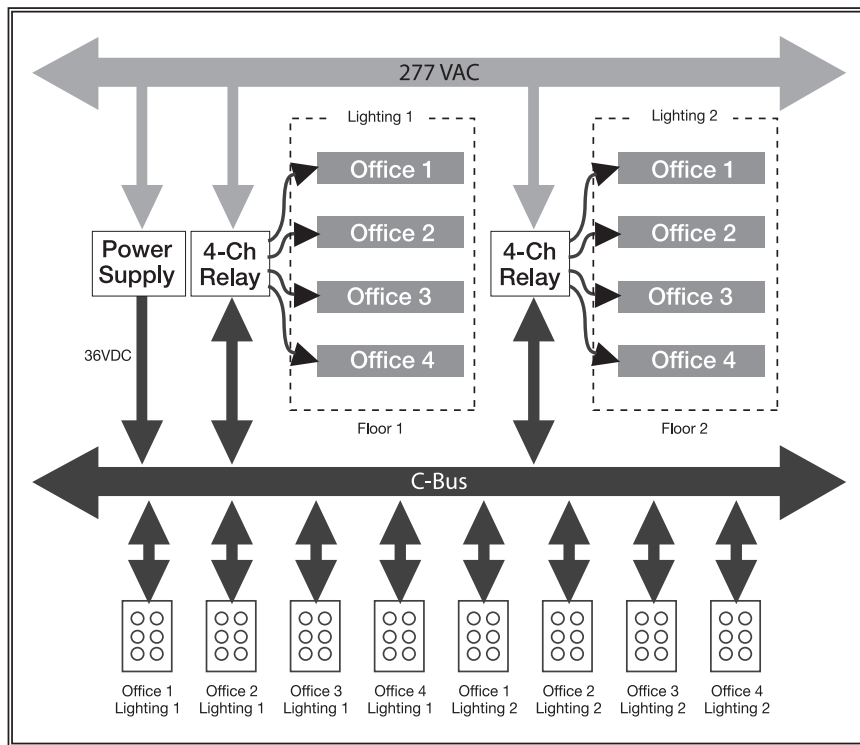 277 VAC
Lighting 1
Office 1
Office 2
Office 3
Office 4
Floor 1
Lighting 2
Office 1
Office 2
Office 3
Office 4
Floor 2
Power
Supply
4-Ch
Relay
4-Ch
Relay
36VDC
C-Bus
Office 1
Lighting 1
Office 2
Lighting 1
Office 3
Lighting 1
Office 4
Lighting 1
Office 1
Lighting 2
Office 2
Lighting 2
Office 3
Lighting 2
Office 4
Lighting 2